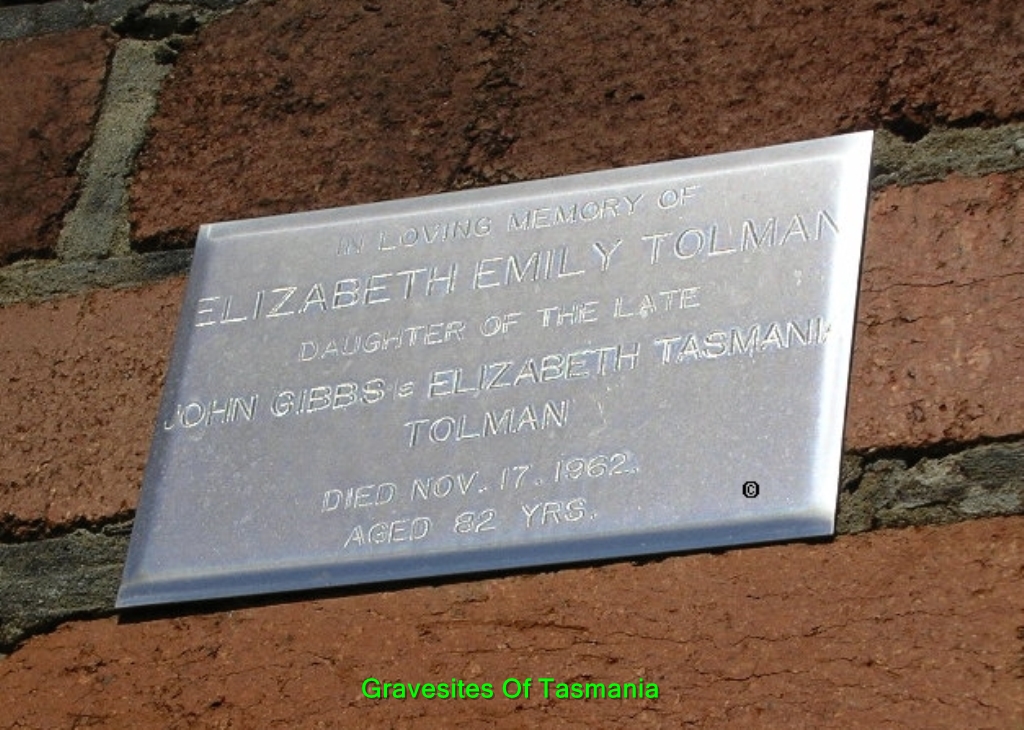 IN LOVING MEMORY OF
ELIZABETH EMILY TOLMAN
DAUGHTER OF THE LATE
JOHN GIBBS & ELIZABETH TASMANIA
TOLMAN
DIED NOV. 17. 1962.
AGED 82 YRS.
©
Gravesites Of Tasmania